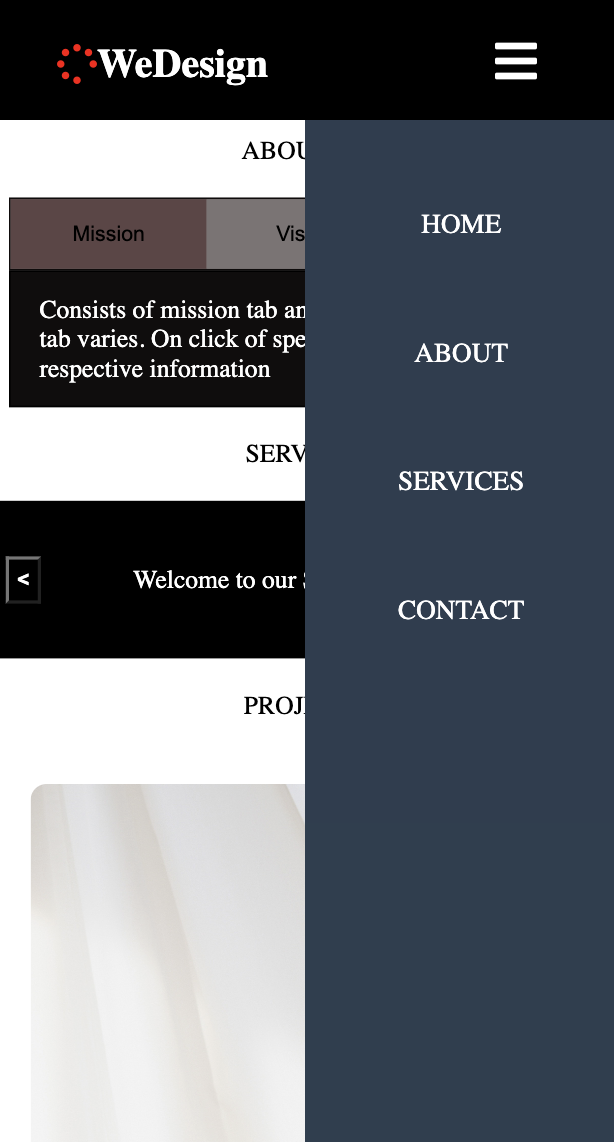 WeDesign
ABOU
Mission Vis
Consists of mission tab an
tab varies. On click of spe
respective information
SERV
< Welcome to our S
PROJ
HOME
ABOUT
SERVICES
CONTACT